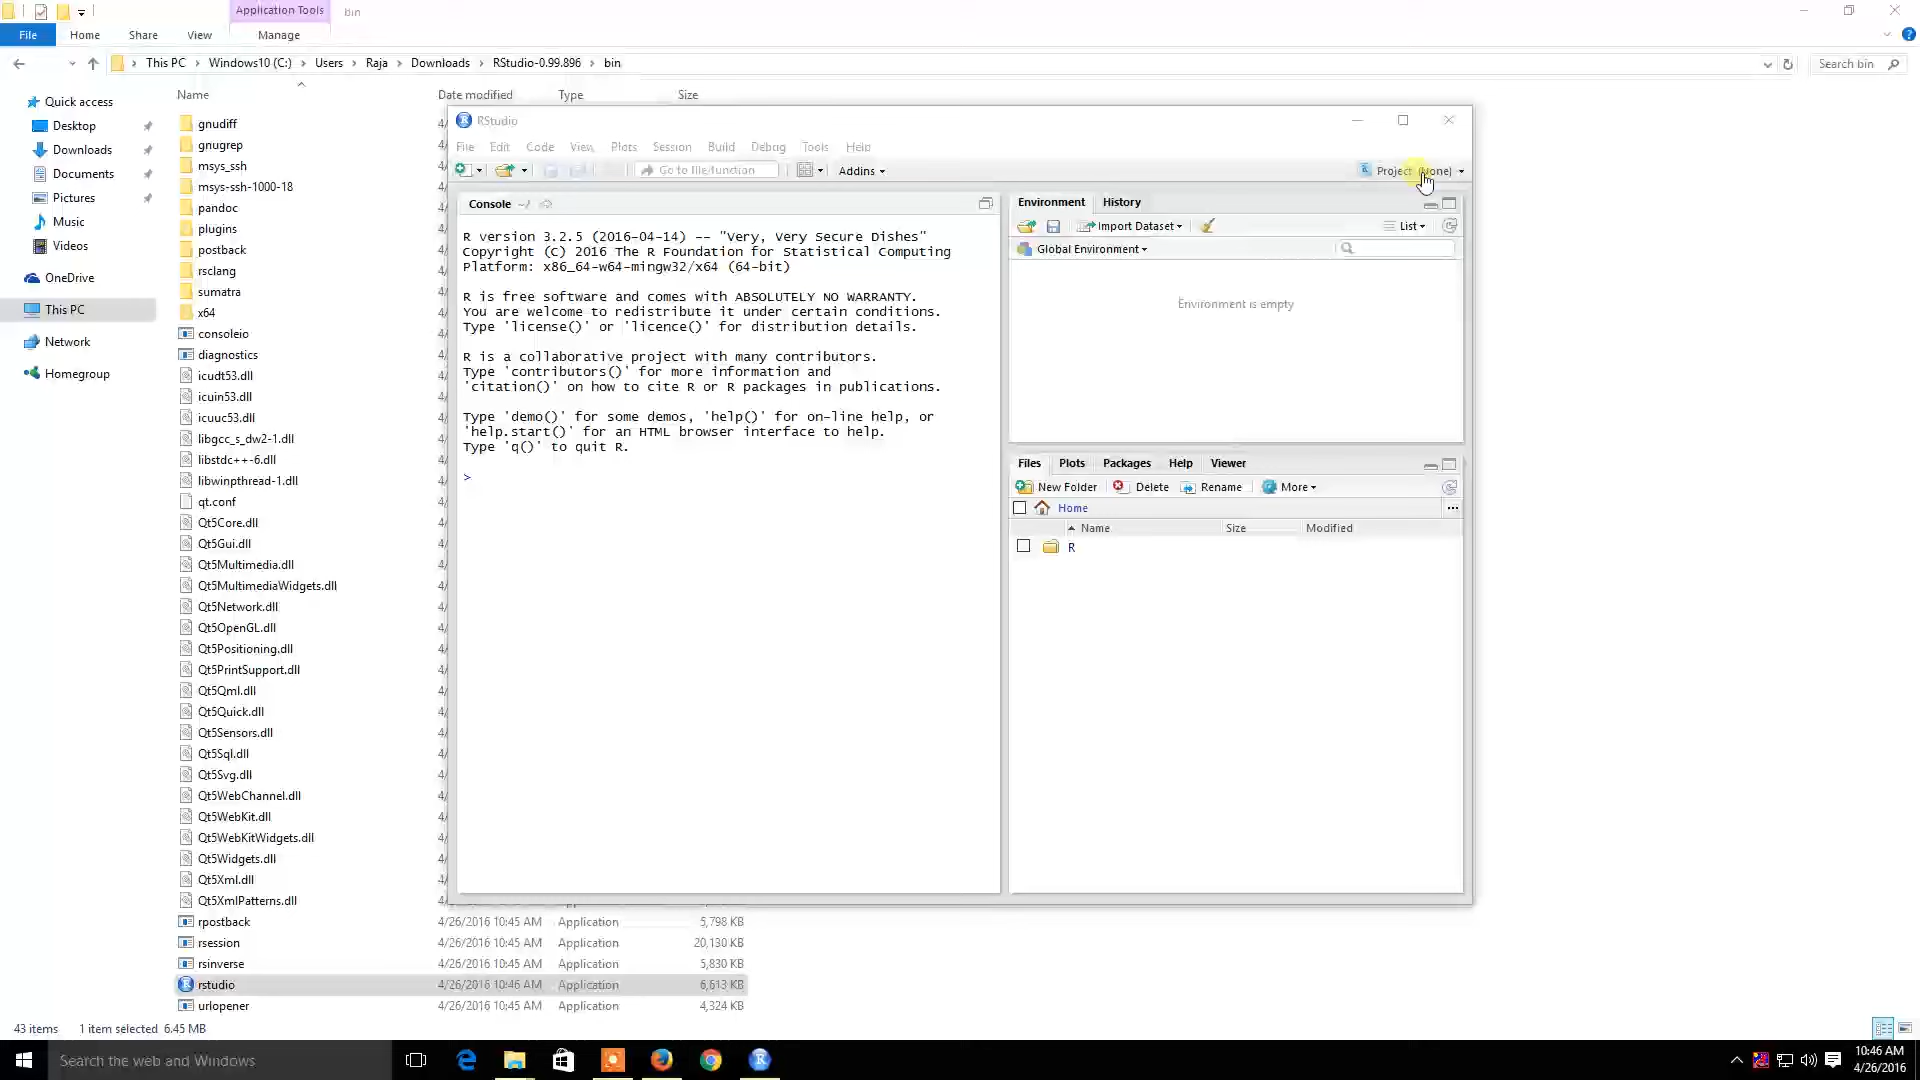 Application Tools
bin
File
Home
Share
View
Manage
This PC
Windows10 (C:)
Users
Raja
Downloads
RStudio-0.99.896
bin
Search bin
Quick access
Desktop
Downloads
Documents
Pictures
Music
Videos
OneDrive
This PC
Network
Homegroup
Name
Date modified
Type
Size
gnudiff
gnugrep
msys_ssh
msys-ssh-1000-18
pandoc
plugins
postback
rsclang
sumatra
x64
consoleio
diagnostics
icudt53.dll
icuin53.dll
icuuc53.dll
libgcc_s_dw2-1.dll
libstdc++-6.dll
libwinpthread-1.dll
qt.conf
Qt5Core.dll
Qt5Gui.dll
Qt5Multimedia.dll
Qt5MultimediaWidgets.dll
Qt5Network.dll
Qt5OpenGL.dll
Qt5Positioning.dll
Qt5PrintSupport.dll
Qt5Qml.dll
Qt5Quick.dll
Qt5Sensors.dll
Qt5Sql.dll
Qt5Svg.dll
Qt5WebChannel.dll
Qt5WebKit.dll
Qt5WebKitWidgets.dll
Qt5Widgets.dll
Qt5Xml.dll
Qt5XmlPatterns.dll
rpostback 4/26/2016 10:45 AM Application 5,798 KB
rsession 4/26/2016 10:45 AM Application 20,130 KB
rsinverse 4/26/2016 10:45 AM Application 5,830 KB
rstudio 4/26/2016 10:46 AM Application 6,613 KB
urlopener 4/26/2016 10:45 AM Application 4,324 KB
43 items 1 item selected 6.45 MB
RStudio
File Edit Code View Plots Session Build Debug Tools Help
Go to file/function
Addins
Project: (None)
Console ~/
R version 3.2.5 (2016-04-14) -- "Very, Very Secure Dishes"
Copyright (C) 2016 The R Foundation for Statistical Computing
Platform: x86_64-w64-mingw32/x64 (64-bit)
R is free software and comes with ABSOLUTELY NO WARRANTY.
You are welcome to redistribute it under certain conditions.
Type 'license()' or 'licence()' for distribution details.
R is a collaborative project with many contributors.
Type 'contributors()' for more information and
'citation()' on how to cite R or R packages in publications.
Type 'demo()' for some demos, 'help()' for on-line help, or
'help.start()' for an HTML browser interface to help.
Type 'q()' to quit R.
>
Environment History
Import Dataset
List
Global Environment
Environment is empty
Files Plots Packages Help Viewer
New Folder Delete Rename More
Home
Name Size Modified
R
Search the web and Windows
10:46 AM
4/26/2016